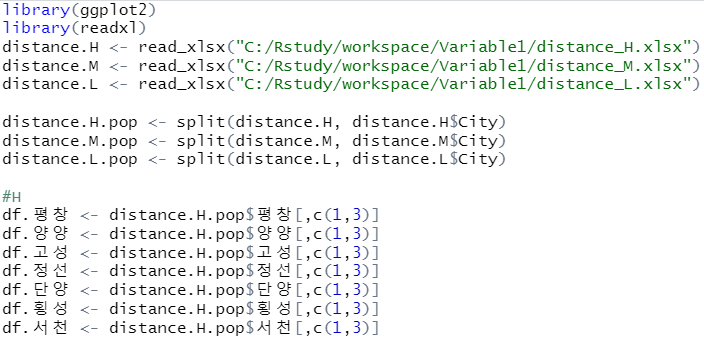 library(ggplot2)
library(readxl)
distance.H <- read_xlsx("C:/Rstudy/workspace/Variable1/distance_H.xlsx")
distance.M <- read_xlsx("C:/Rstudy/workspace/Variable1/distance_M.xlsx")
distance.L <- read_xlsx("C:/Rstudy/workspace/Variable1/distance_L.xlsx")
distance.H.pop <- split(distance.H, distance.H$City)
distance.M.pop <- split(distance.M, distance.M$City)
distance.L.pop <- split(distance.L, distance.L$City)
#H
df.평창 <- distance.H.pop$평창[,c(1,3)]
df.양양 <- distance.H.pop$양양[,c(1,3)]
df.고성 <- distance.H.pop$고성[,c(1,3)]
df.정선 <- distance.H.pop$정선[,c(1,3)]
df.단양 <- distance.H.pop$단양[,c(1,3)]
df.횡성 <- distance.H.pop$횡성[,c(1,3)]
df.서천 <- distance.H.pop$서천[,c(1,3)]